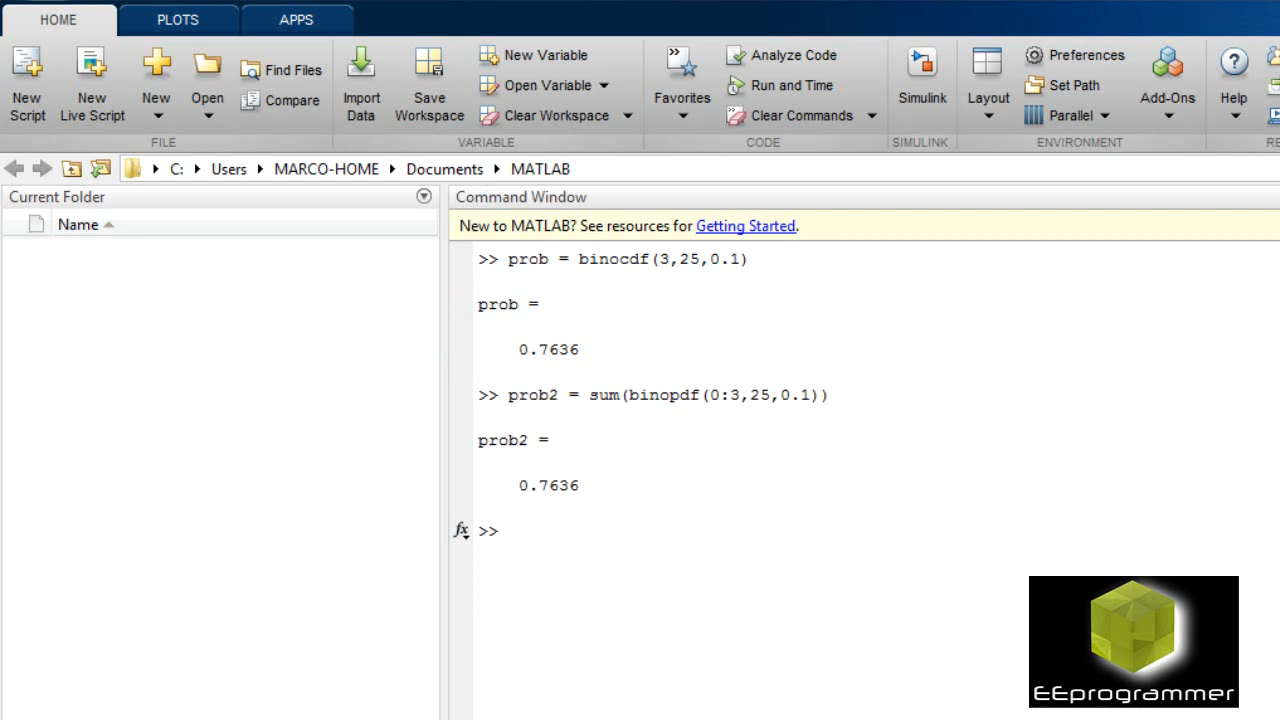 HOME PLOTS APPS
New Script
New Live Script
New
Open
Find Files
Compare
FILE
Import Data
Save Workspace
New Variable
Open Variable
Clear Workspace
VARIABLE
Favorites
Analyze Code
Run and Time
Clear Commands
CODE
Simulink
SIMULINK
Layout
Preferences
Set Path
Parallel
ENVIRONMENT
Add-Ons
Help
RE
C: Users MARCO-HOME Documents MATLAB
Current Folder
Name
Command Window
New to MATLAB? See resources for Getting Started.
>> prob = binocdf(3,25,0.1)
prob =
0.7636
>> prob2 = sum(binopdf(0:3,25,0.1))
prob2 =
0.7636
fx >>
EEprogrammer